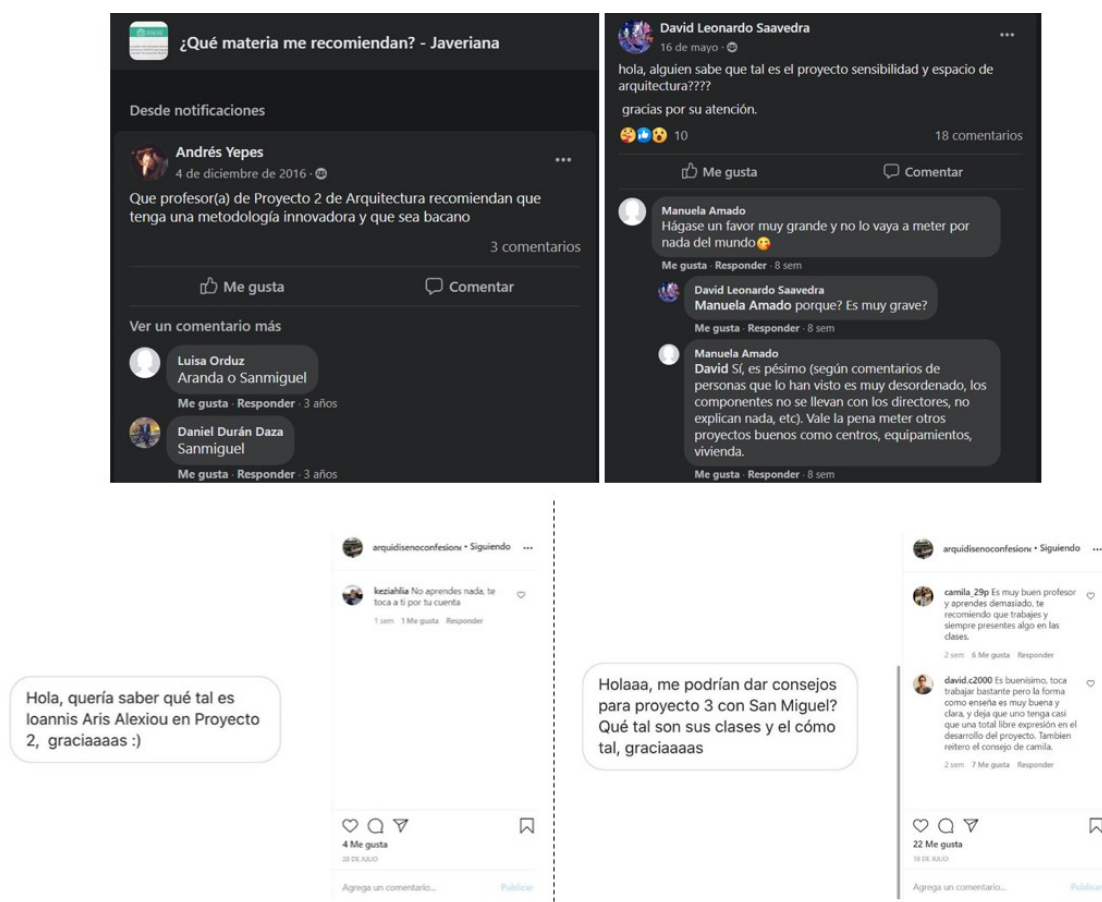 ¿Qué materia me recomiendan? - Javeriana
Desde notificaciones
Andrés Yepes
4 de diciembre de 2016 ·
Que profesor(a) de Proyecto 2 de Arquitectura recomiendan que
tenga una metodología innovadora y que sea bacano
3 comentarios
Me gusta
Comentar
Ver un comentario más
Luisa Orduz
Aranda o Sanmiguel
Me gusta · Responder · 3 años
Daniel Durán Daza
Sanmiguel
Me gusta · Responder · 3 años
David Leonardo Saavedra
16 de mayo ·
hola, alguien sabe que tal es el proyecto sensibilidad y espacio de
arquitectura????
gracias por su atención.
10
18 comentarios
Me gusta
Comentar
Manuela Amado
Hágase un favor muy grande y no lo vaya a meter por
nada del mundo😋
Me gusta · Responder · 8 sem
David Leonardo Saavedra
Manuela Amado porque? Es muy grave?
Me gusta · Responder · 8 sem
Manuela Amado
David Sí, es pésimo (según comentarios de
personas que lo han visto es muy desordenado, los
componentes no se llevan con los directores, no
explican nada, etc). Vale la pena meter otros
proyectos buenos como centros, equipamientos,
vivienda.
Me gusta · Responder · 8 sem
Hola, quería saber qué tal es
Ioannis Aris Alexiou en Proyecto
2, graciaaaas :)
arquidisenoconfesione • Siguiendo
keziahlia No aprendes nada, te
toca a ti por tu cuenta
1 sem 1 Me gusta Responder
4 Me gusta
28 DE JULIO
Agrega un comentario...
Publicar
Holaaa, me podrían dar consejos
para proyecto 3 con San Miguel?
Qué tal son sus clases y el cómo
tal, graciaaaas
arquidisenoconfesione • Siguiendo
camila_29p Es muy buen profesor
y aprendes demasiado, te
recomiendo que trabajes y
siempre presentes algo en las
clases.
2 sem 6 Me gusta Responder
david.c2000 Es buenísimo, toca
trabajar bastante pero la forma
como enseña es muy buena y
clara, y deja que uno tenga casi
que una total libre expresión en el
desarrollo del proyecto. Tambien
reitero el consejo de camila.
2 sem 7 Me gusta Responder
22 Me gusta
18 DE JULIO
Agrega un comentario...
Publicar